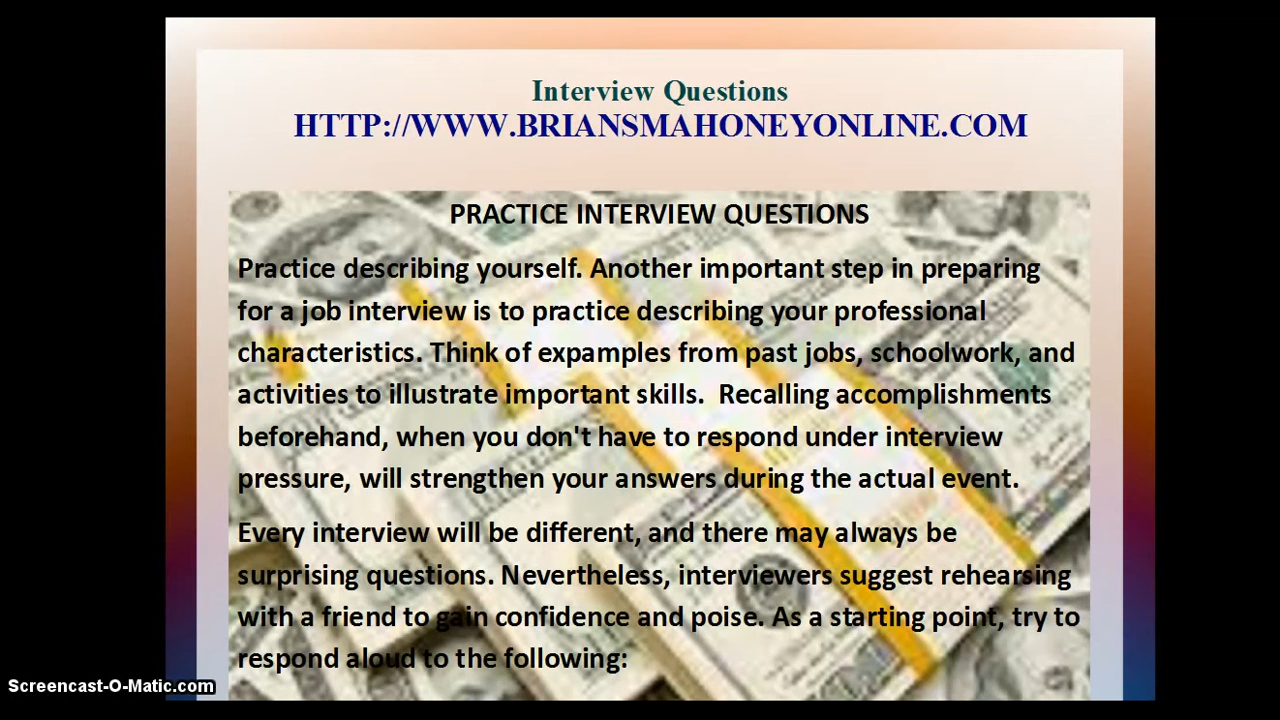 Interview Questions
HTTP://WWW.BRIANSMAHONEYONLINE.COM
PRACTICE INTERVIEW QUESTIONS
Practice describing yourself. Another important step in preparing
for a job interview is to practice describing your professional
characteristics. Think of expamples from past jobs, schoolwork, and
activities to illustrate important skills.  Recalling accomplishments
beforehand, when you don't have to respond under interview
pressure, will strengthen your answers during the actual event.
Every interview will be different, and there may always be
surprising questions. Nevertheless, interviewers suggest rehearsing
with a friend to gain confidence and poise. As a starting point, try to
respond aloud to the following:
Screencast-O-Matic.com